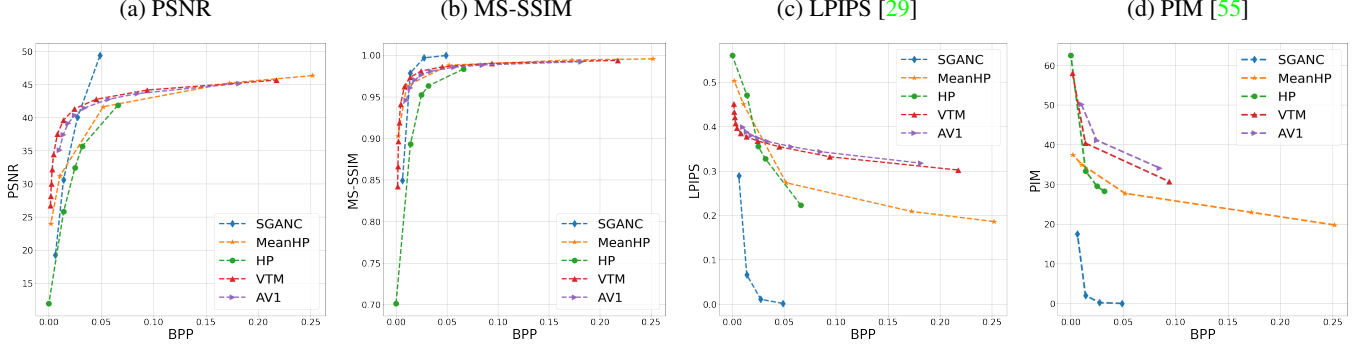 (a) PSNR
(b) MS-SSIM
(c) LPIPS [29]
(d) PIM [55]
PSNR
50
45
40
35
30
25
20
15
0.00 0.05 0.10 0.15 0.20 0.25
BPP
SGANC
MeanHP
HP
VTM
AV1
MS-SSIM
1.00
0.95
0.90
0.85
0.80
0.75
0.70
0.00 0.05 0.10 0.15 0.20 0.25
BPP
SGANC
MeanHP
HP
VTM
AV1
LPIPS
0.5
0.4
0.3
0.2
0.1
0.0
0.00 0.05 0.10 0.15 0.20 0.25
BPP
SGANC
MeanHP
HP
VTM
AV1
PIM
60
50
40
30
20
10
0
0.00 0.05 0.10 0.15 0.20 0.25
BPP
SGANC
MeanHP
HP
VTM
AV1